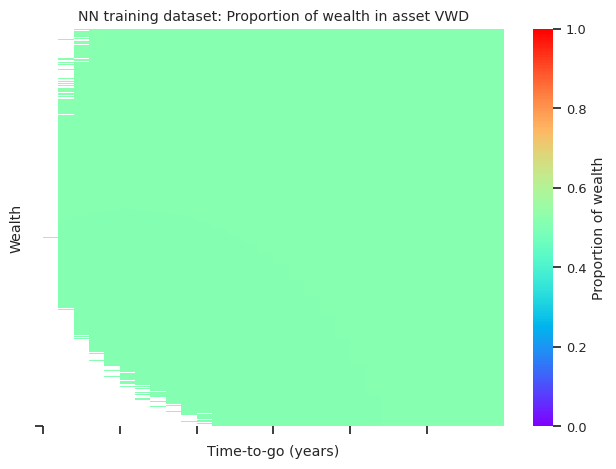 NN training dataset: Proportion of wealth in asset VWD
1.0
0.8
0.6
0.4
0.2
0.0
Proportion of wealth
Wealth
Time-to-go (years)